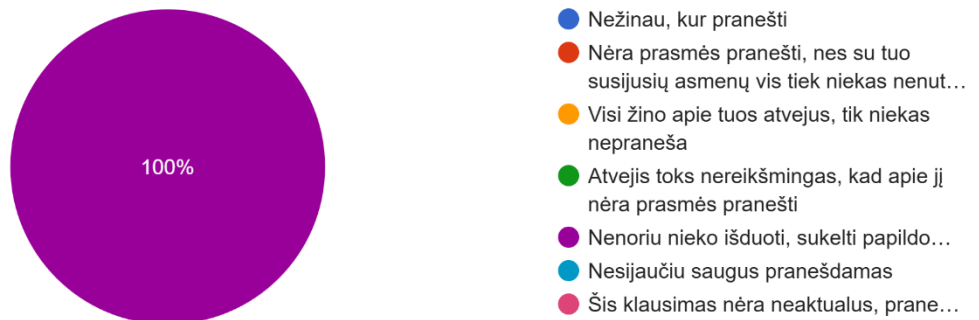 100%
Nežinau, kur pranešti
Nėra prasmės pranešti, nes su tuo
susijusių asmenų vis tiek niekas nenut…
Visi žino apie tuos atvejus, tik niekas
nepraneša
Atvejis toks nereikšmingas, kad apie jį
nėra prasmės pranešti
Nenoriu nieko išduoti, sukelti papildo…
Nesijaučiu saugus pranešdamas
Šis klausimas nėra neaktualus, prane…